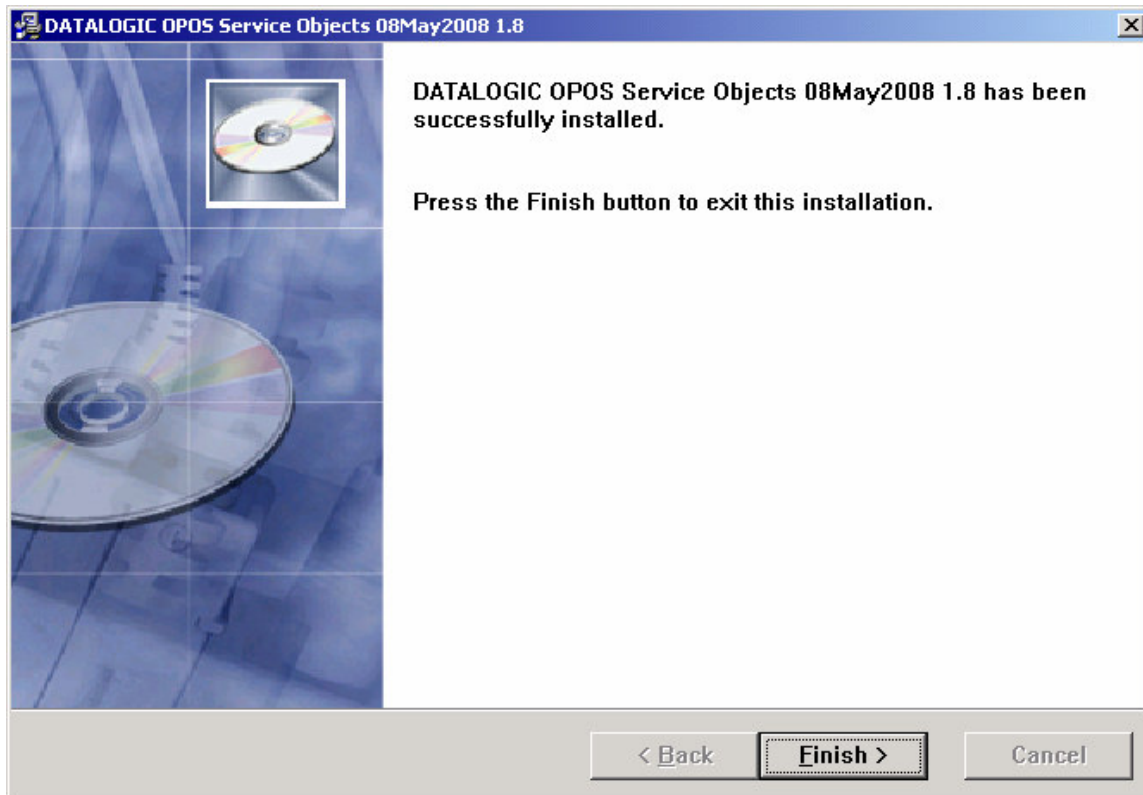 DATALOGIC OPOS Service Objects 08May2008 1.8
DATALOGIC OPOS Service Objects 08May2008 1.8 has been
successfully installed.
Press the Finish button to exit this installation.
< Back
Finish >
Cancel